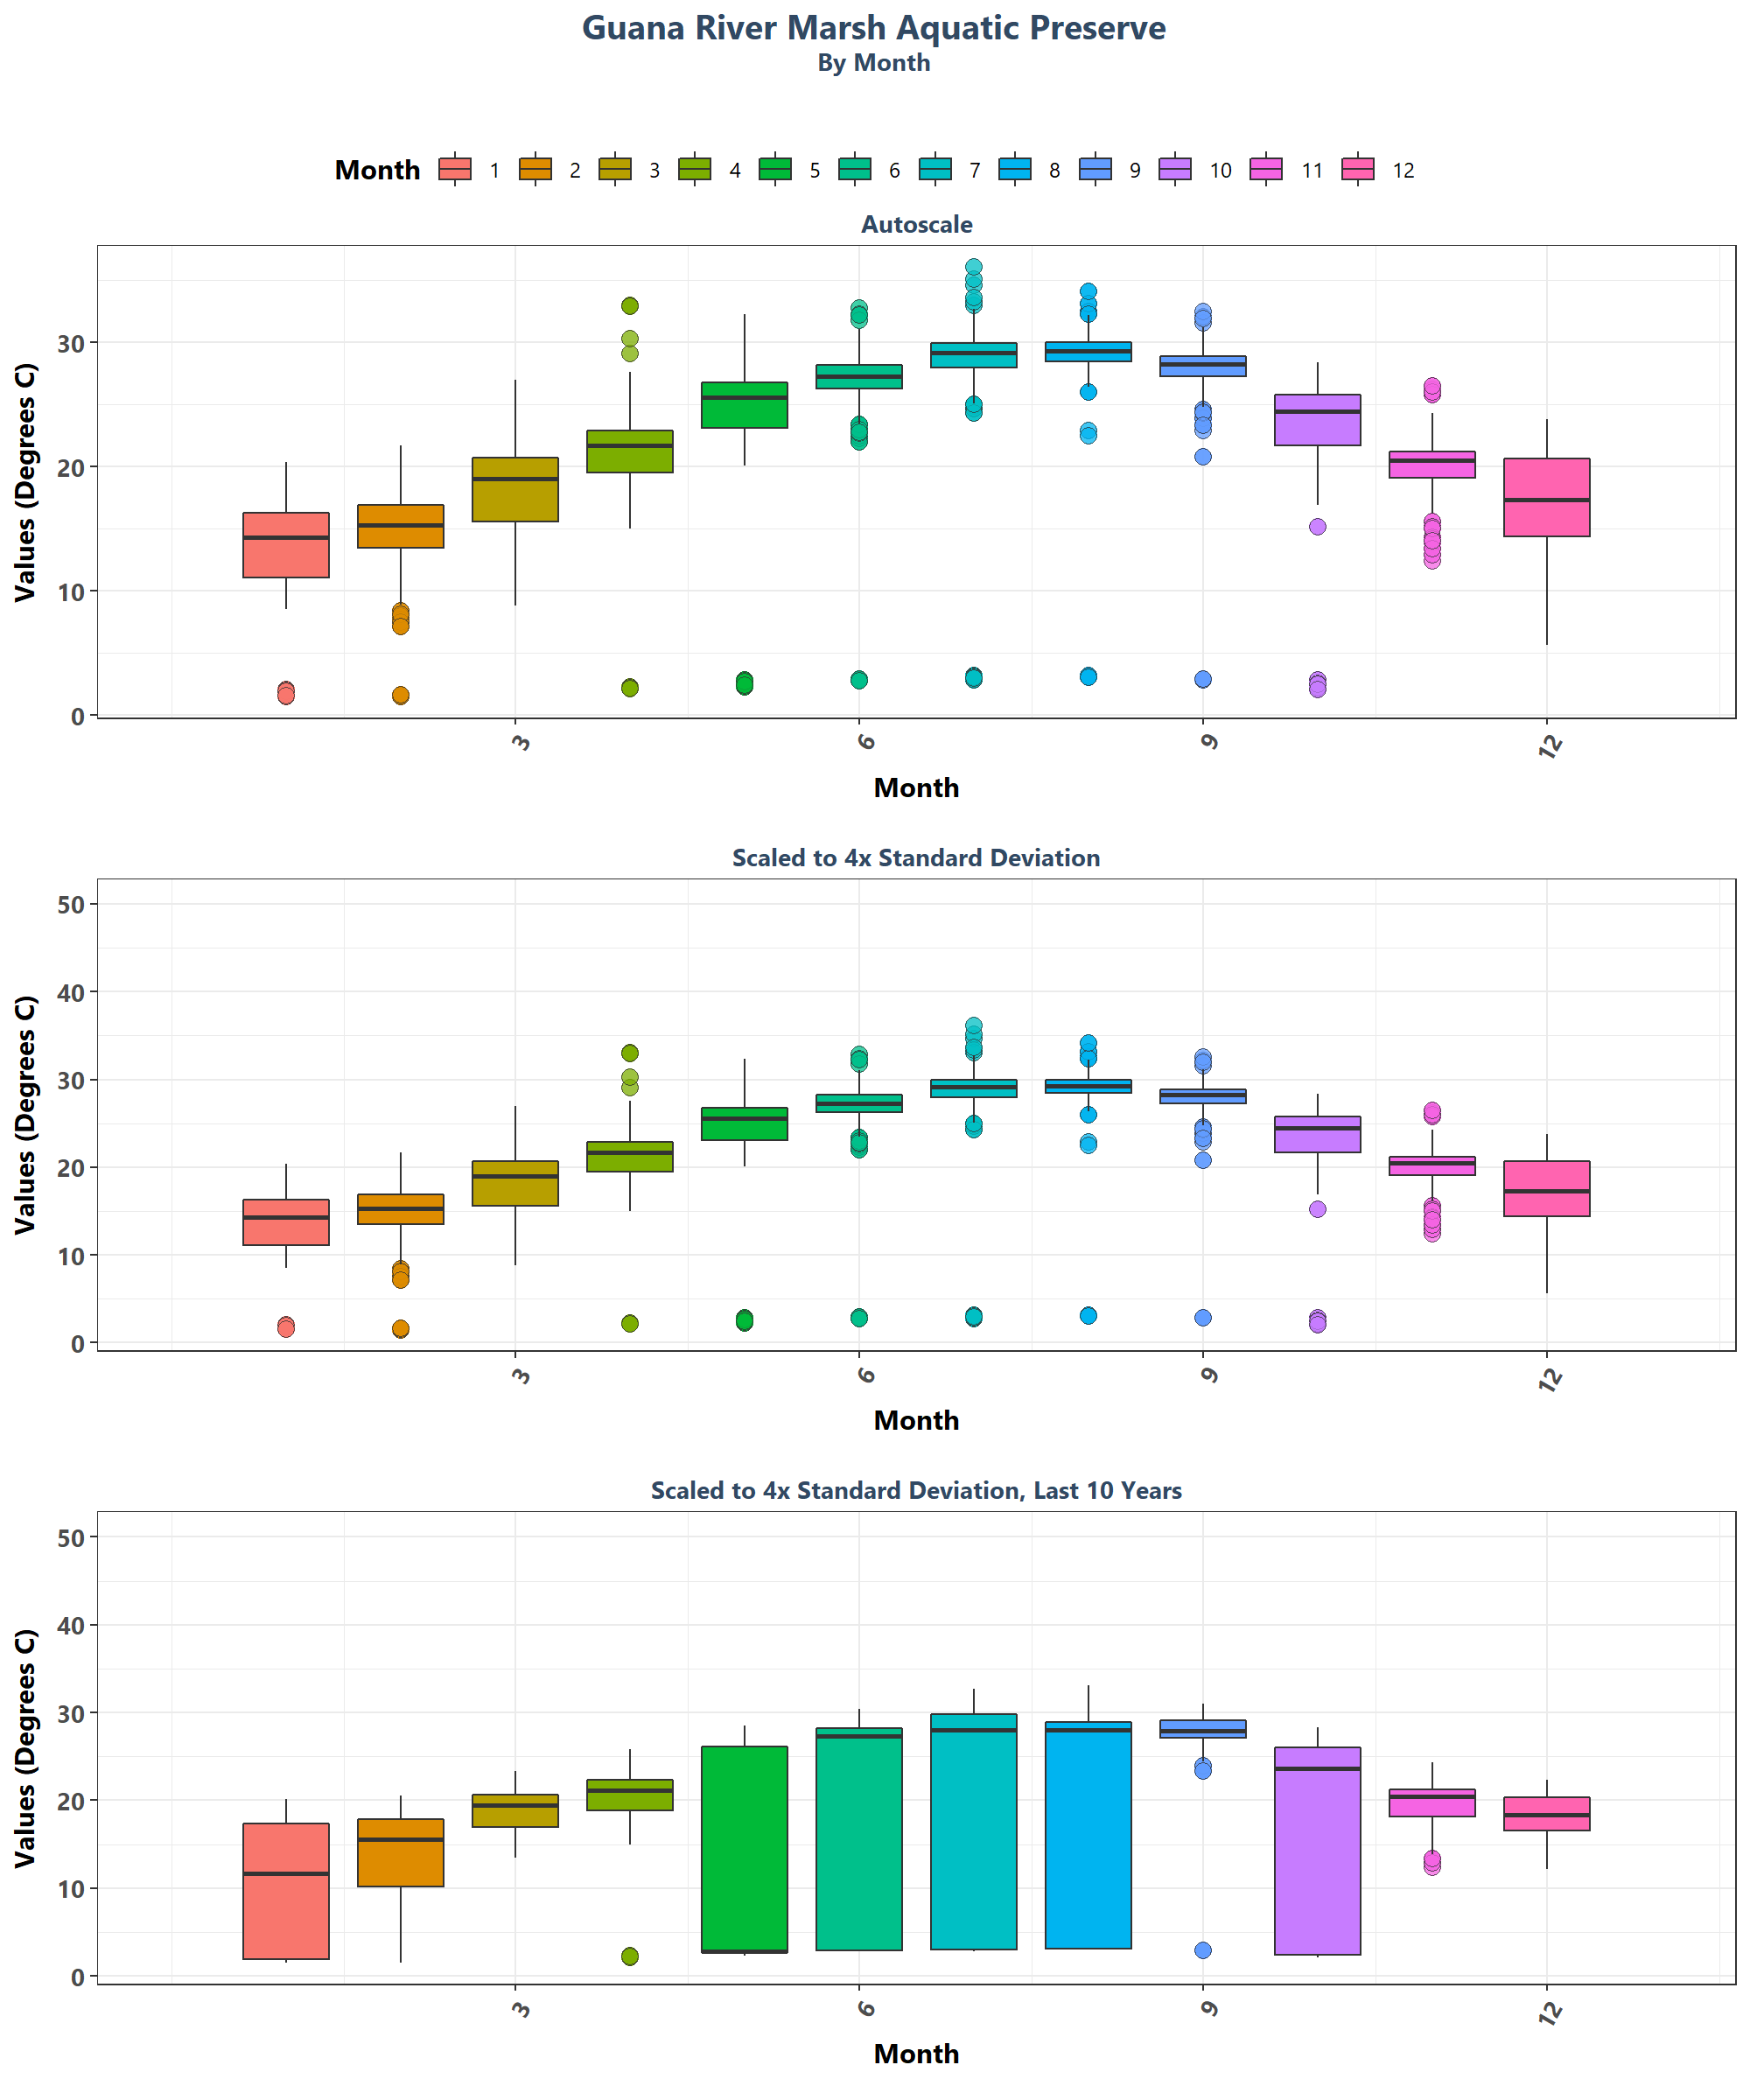 Guana River Marsh Aquatic Preserve
By Month
Month 1 2 3 4 5 6 7 8 9 10 11 12
Autoscale
Values (Degrees C)
30
20
10
0
3 6 9 12
Month
Scaled to 4x Standard Deviation
Values (Degrees C)
50
40
30
20
10
0
3 6 9 12
Month
Scaled to 4x Standard Deviation, Last 10 Years
Values (Degrees C)
50
40
30
20
10
0
3 6 9 12
Month